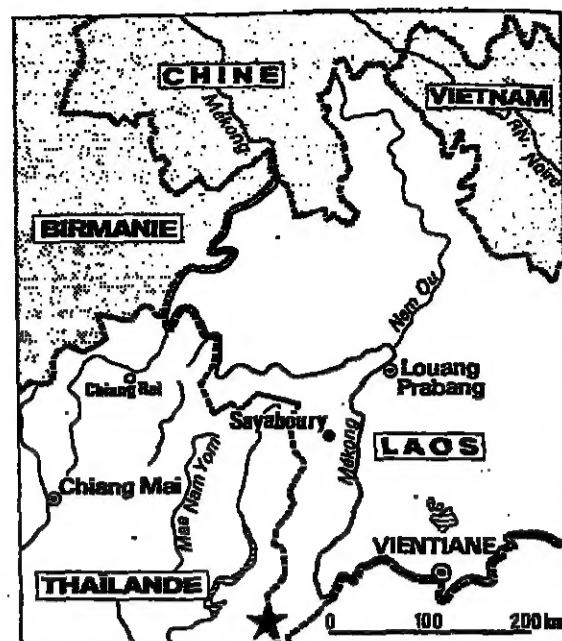 CHINE
Mékong
VIETNAM
Riv. Noire
BIRMANIE
Nam Ou
Chiang Rai
Louang
Prabang
Sayaboury
Mékong
LAOS
Mae Nam Yom
Chiang Mai
VIENTIANE
THAÏLANDE
0 100 200 km